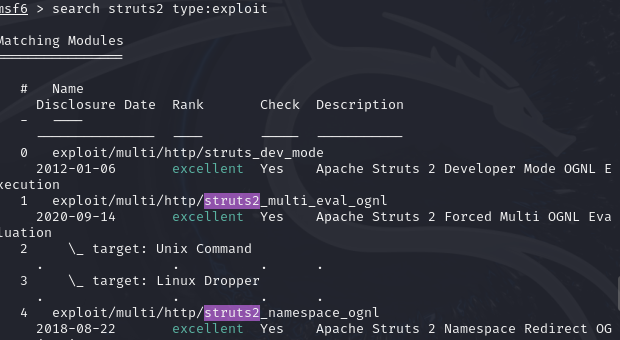 msf6 > search struts2 type:exploit
Matching Modules
================
# Name
Disclosure Date Rank Check Description
- ----
--------------- ---- ----- -----------
0 exploit/multi/http/struts_dev_mode
2012-01-06 excellent Yes Apache Struts 2 Developer Mode OGNL E
xecution
1 exploit/multi/http/struts2_multi_eval_ognl
2020-09-14 excellent Yes Apache Struts 2 Forced Multi OGNL Eva
luation
2 \_ target: Unix Command
. . . .
3 \_ target: Linux Dropper
. . . .
4 exploit/multi/http/struts2_namespace_ognl
2018-08-22 excellent Yes Apache Struts 2 Namespace Redirect OG